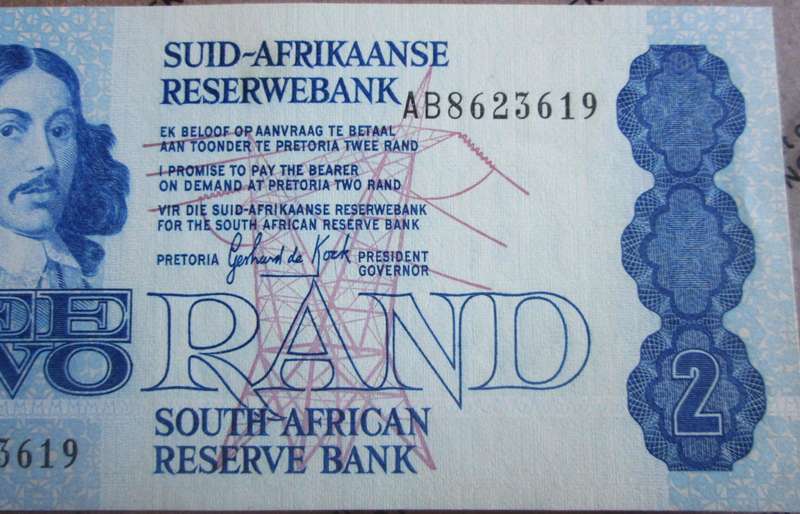 SUID-AFRIKAANSE
RESERWEBANK
AB8623619
EK BELOOF OP AANVRAAG TE BETAAL
AAN TOONDER TE PRETORIA TWEE RAND
I PROMISE TO PAY THE BEARER
ON DEMAND AT PRETORIA TWO RAND
VIR DIE SUID-AFRIKAANSE RESERWEBANK
FOR THE SOUTH AFRICAN RESERVE BANK
PRETORIA Gerhard de Kock PRESIDENT
GOVERNOR
EE
WO RAND
2
SOUTH-AFRICAN
RESERVE BANK
3619